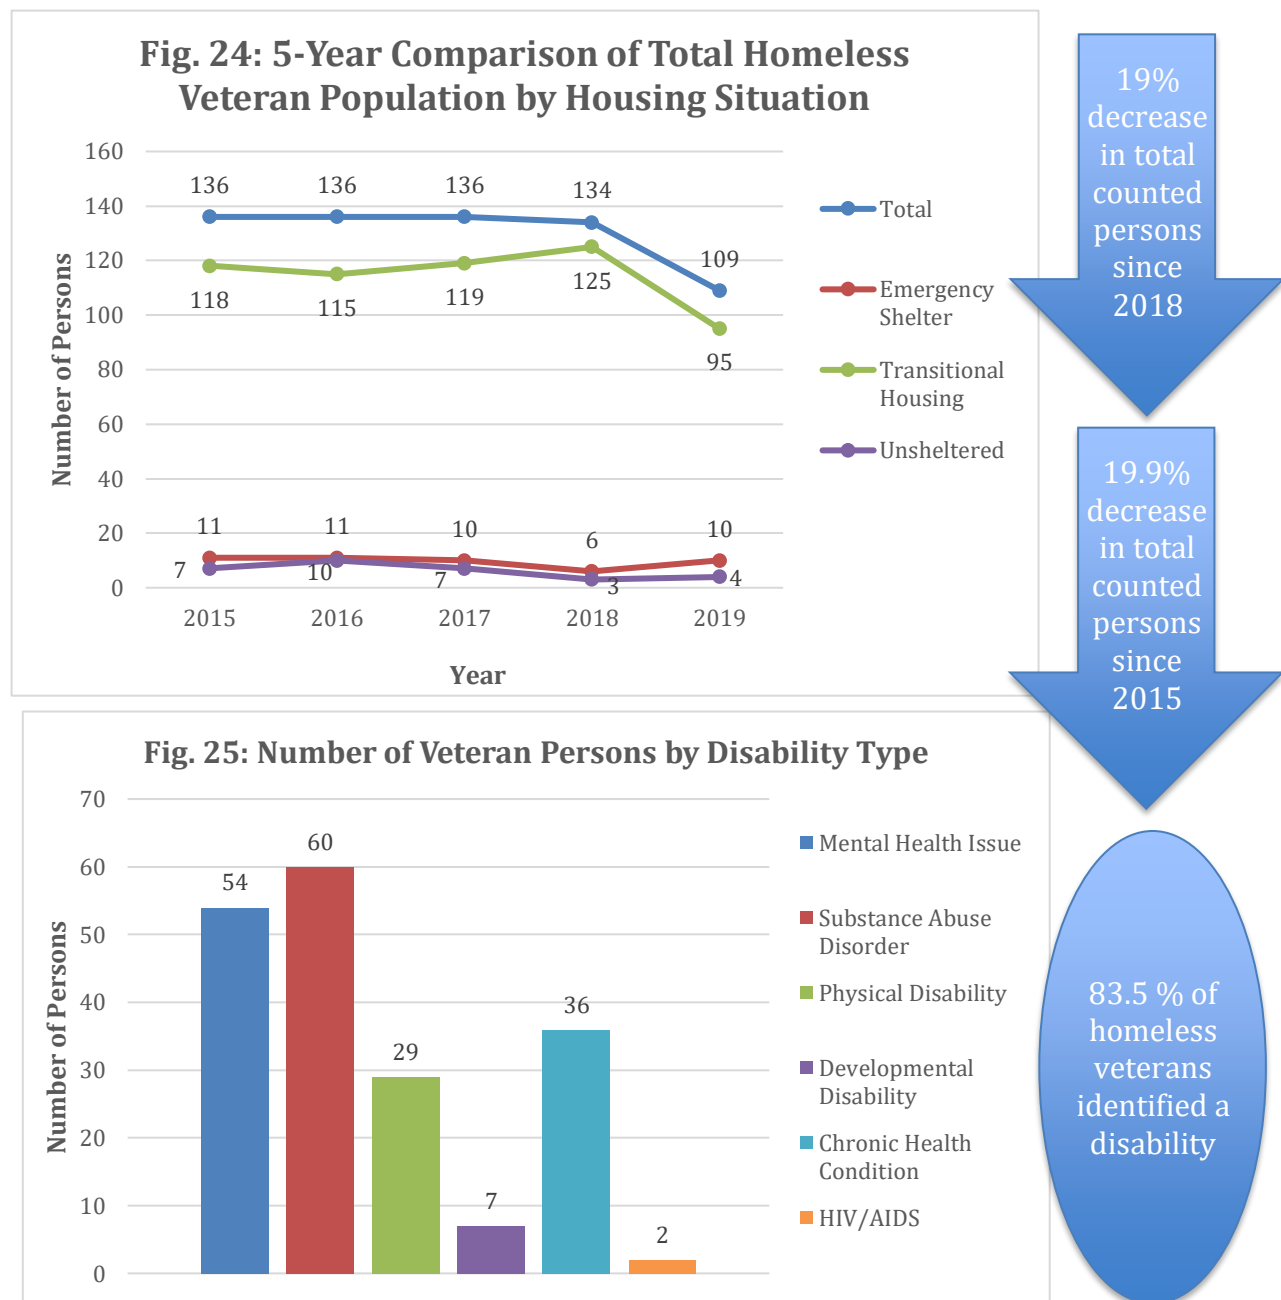 Fig. 24: 5-Year Comparison of Total Homeless
Veteran Population by Housing Situation
Number of Persons
160
140
120
100
80
60
40
20
0
136
136
136
134
109
118
115
119
125
95
11
11
10
6
10
7
10
7
3
4
2015
2016
2017
2018
2019
Year
Total
Emergency
Shelter
Transitional
Housing
Unsheltered
19%
decrease
in total
counted
persons
since
2018
19.9%
decrease
in total
counted
persons
since
2015
Fig. 25: Number of Veteran Persons by Disability Type
Number of Persons
70
60
50
40
30
20
10
0
54
60
29
7
36
2
Mental Health Issue
Substance Abuse
Disorder
Physical Disability
Developmental
Disability
Chronic Health
Condition
HIV/AIDS
83.5 % of
homeless
veterans
identified a
disability